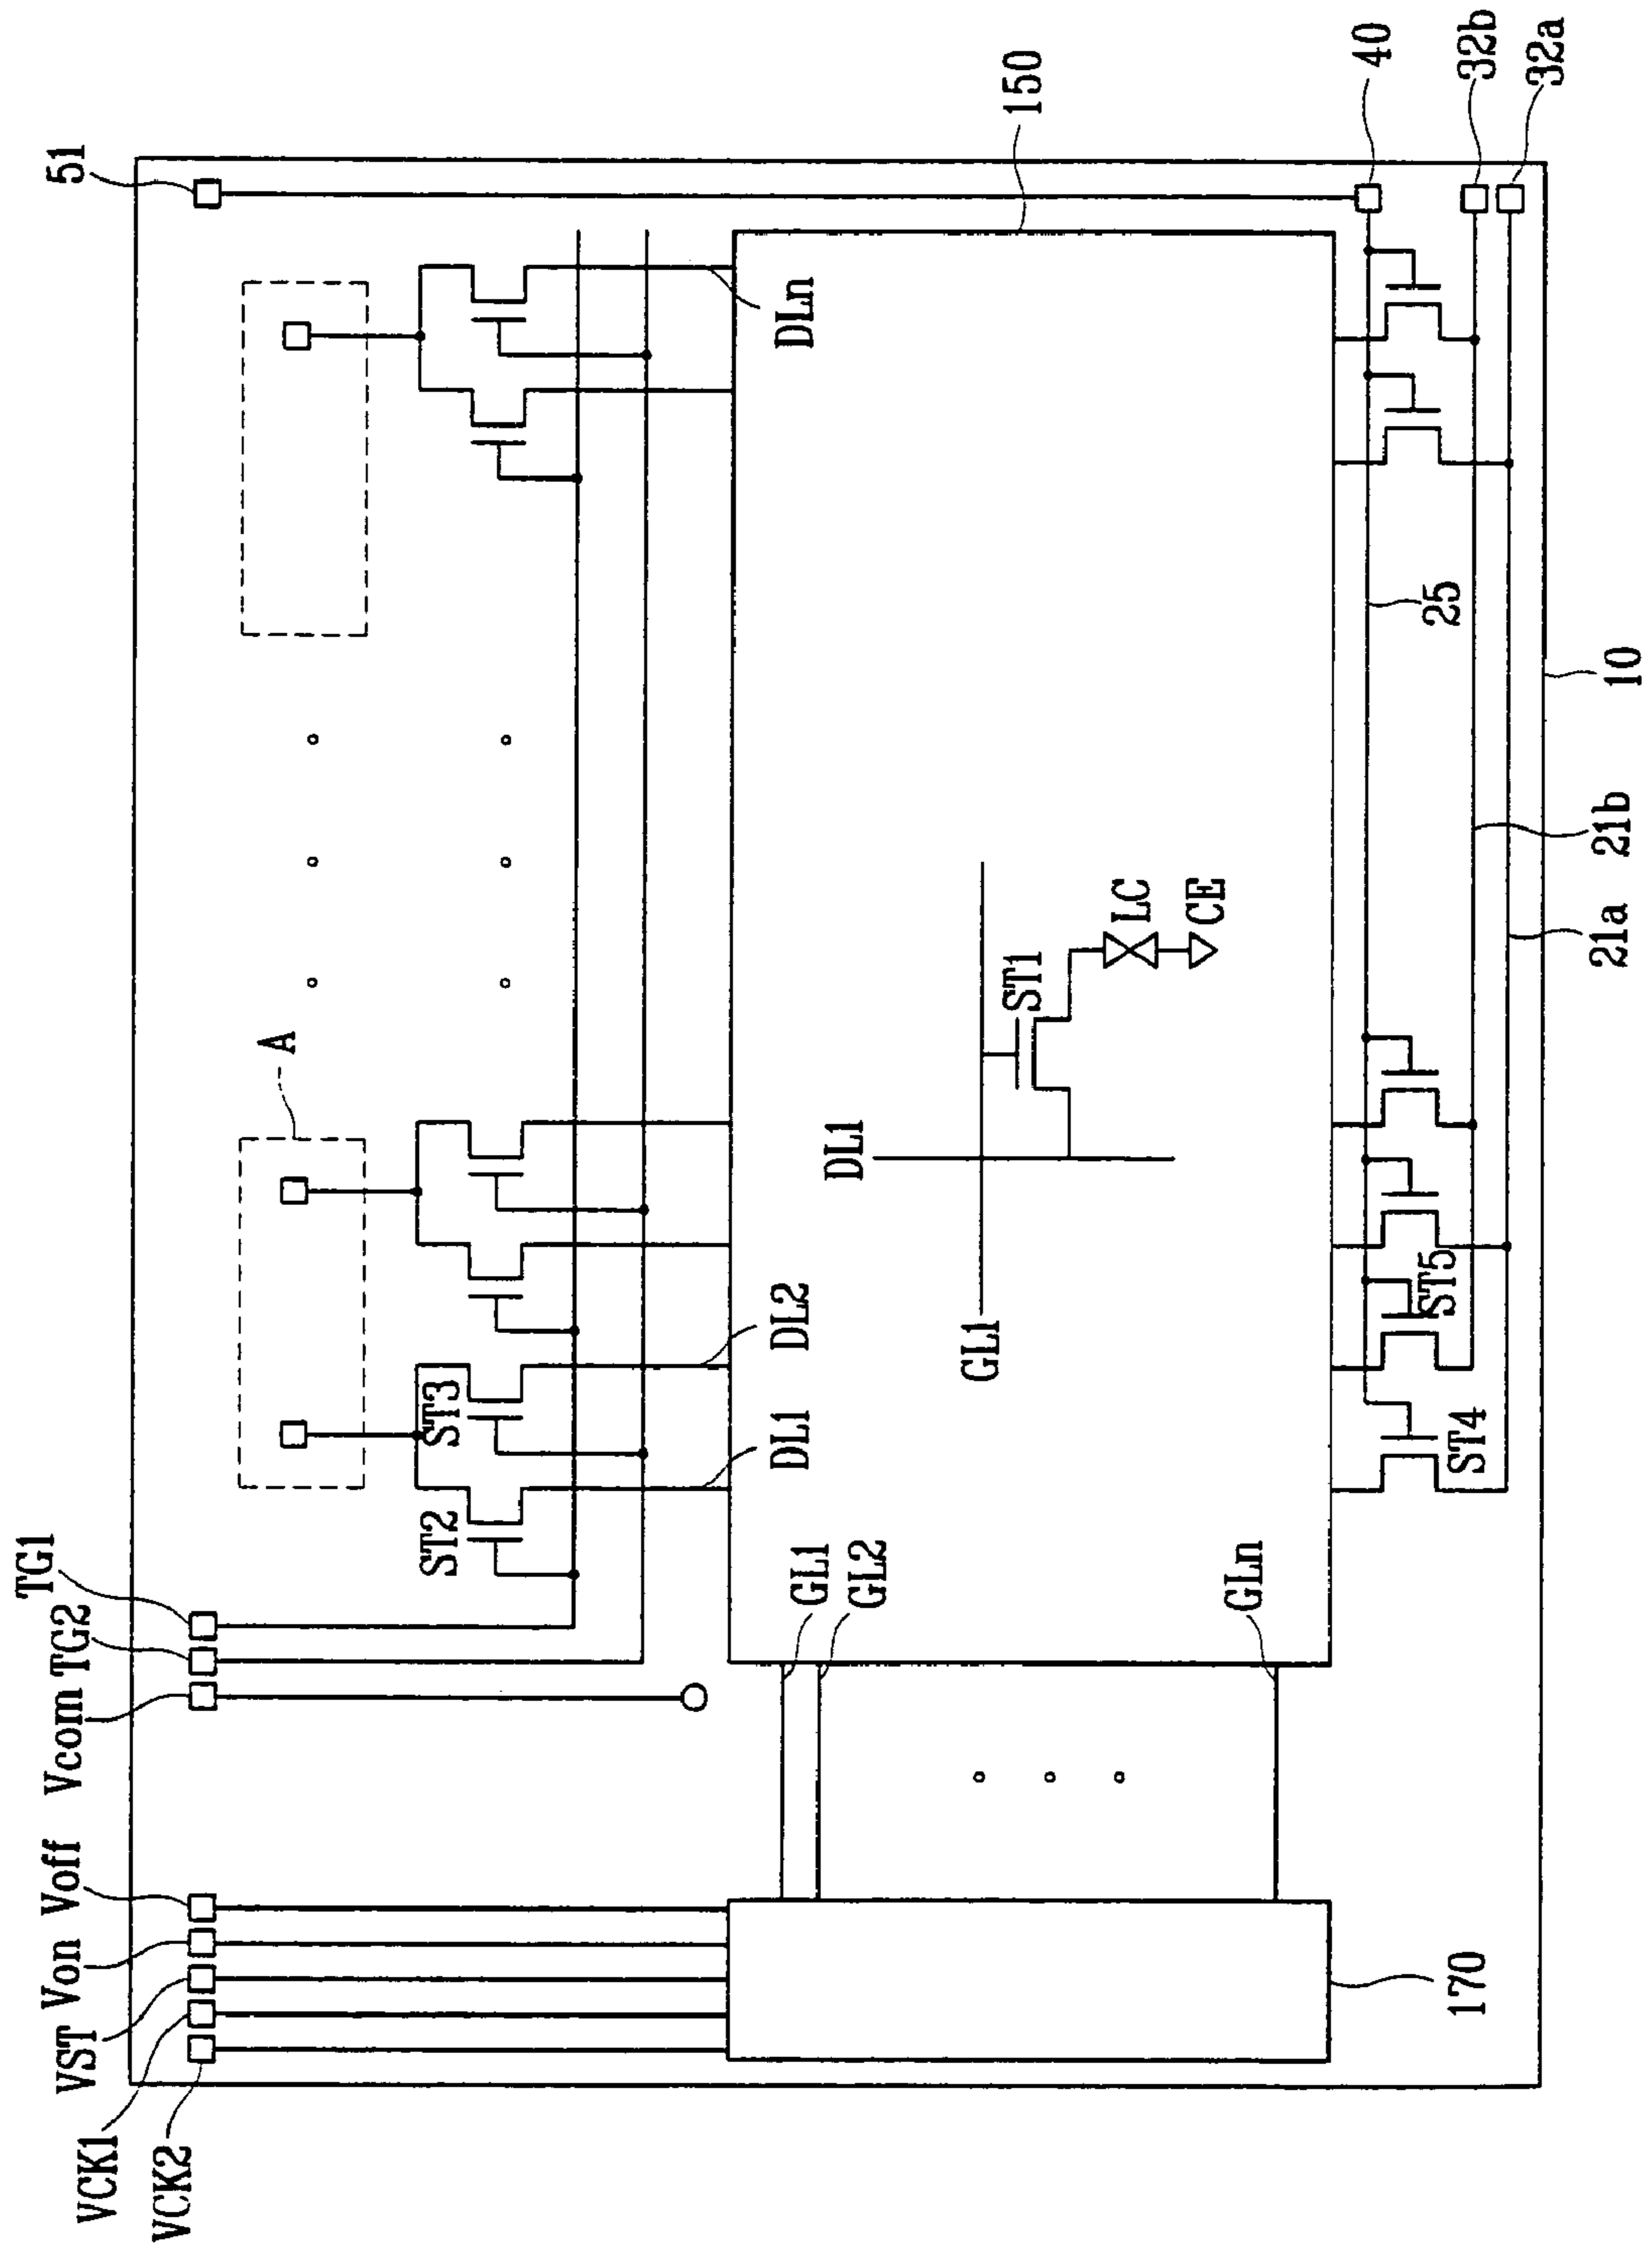 VCK2
VCK1
VST
Von
Voff
Vcom
TG2
TG1
A
51
ST2
ST3
DL1
DL2
DLn
150
GL1
GL2
GLn
GL1
DL1
ST1
LC
CE
40
32b
32a
ST4
ST5
25
21a
21b
10
170